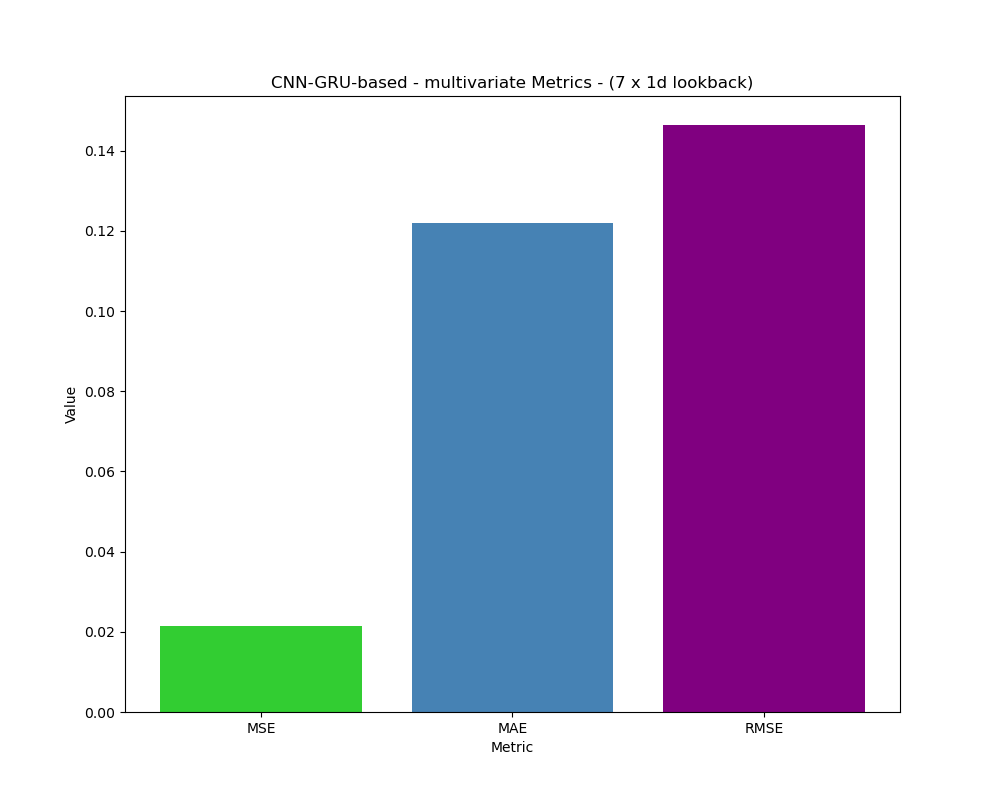 CNN-GRU-based - multivariate Metrics - (7 x 1d lookback)
Value
0.14
0.12
0.10
0.08
0.06
0.04
0.02
0.00
MSE MAE RMSE
Metric